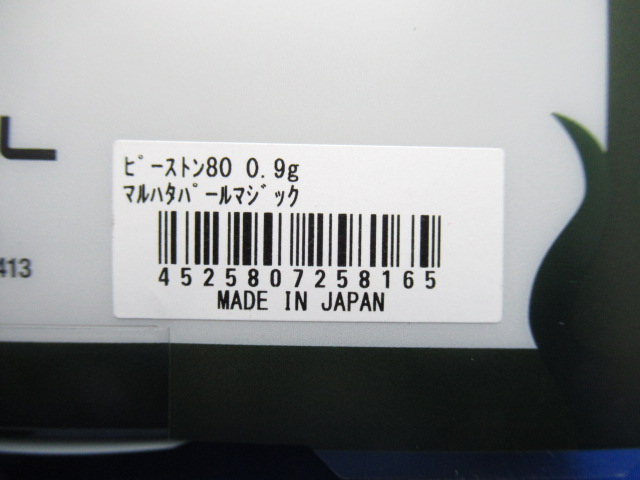 L
ﾋﾟｰｽﾄﾝ80 0.9g
ﾏﾙﾊﾀﾊﾟｰﾙﾏｼﾞｯｸ
413
4525807258165
MADE IN JAPAN